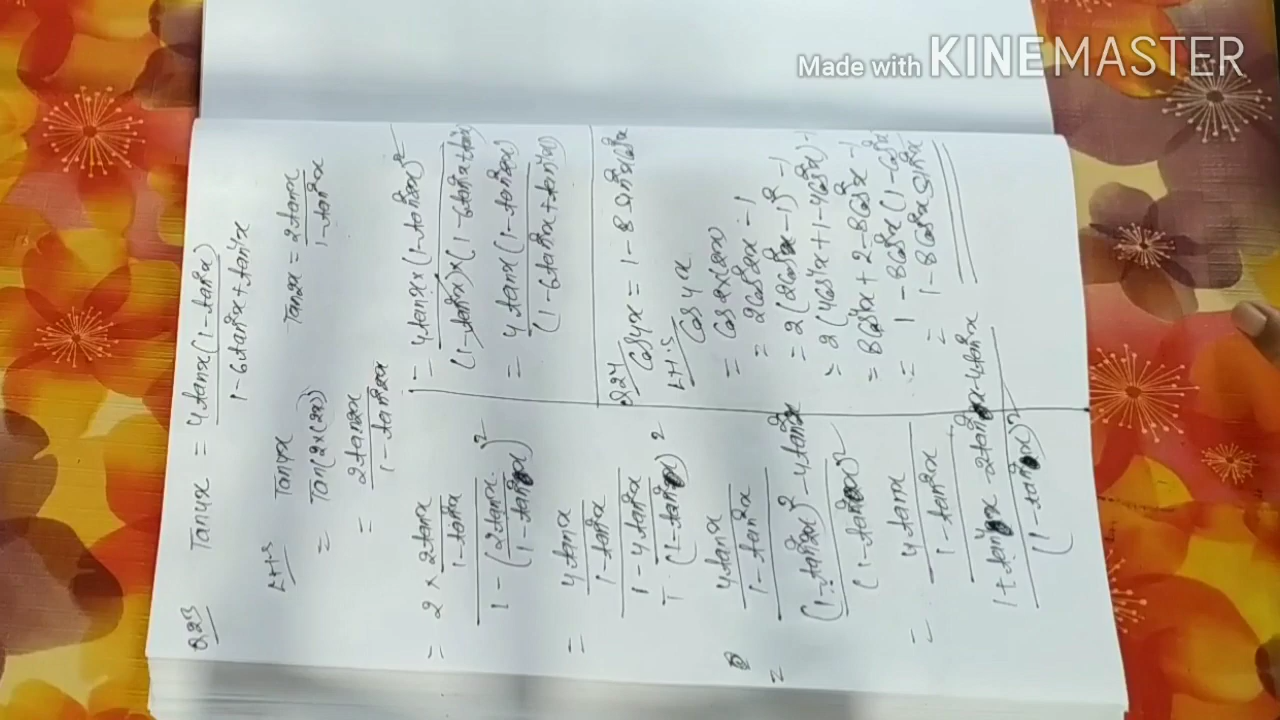 Made with KINEMASTER
Q23 Tan4x = 4tanx(1-tan²x)
1-6tan²x+tan⁴x
L+1.S Tan4x
= Tan(2x(2x)) Tan2x = 2tanx
1-tan²x
= 2tan2x
1-tan²2x
= 2 × 2tanx
1-tan²x
1-(2tanx)²
(1-tan²x)
= 4tanx
1-tan²x
1-4tan²x
(1-tan²x)²
= 4tanx
1-tan²x
(1-tan²x)²-4tan²x
(1-tan²x)²
= 4tanx
1-tan²x
1+tan⁴x-2tan²x-4tan²x
(1-tan²x)²
= 4tanx×(1-tan²x)²
(1-tan²x)×(1-6tan²x+tan⁴x)
= 4tanx(1-tan²x)
(1-6tan²x+tan⁴x)
Q24
Cos4x = 1-8sin²xcos²x
L+1.S
Cos4x
= Cos2x(2x)
= 2Cos²2x-1
= 2(2Cos²x-1)²-1
= 2(4Cos⁴x+1-4Cos²x)-1
= 8Cos⁴x+2-8Cos²x-1
= 1-8Cos²x(1-Cos²x)
= 1-8Cos²xSin²x